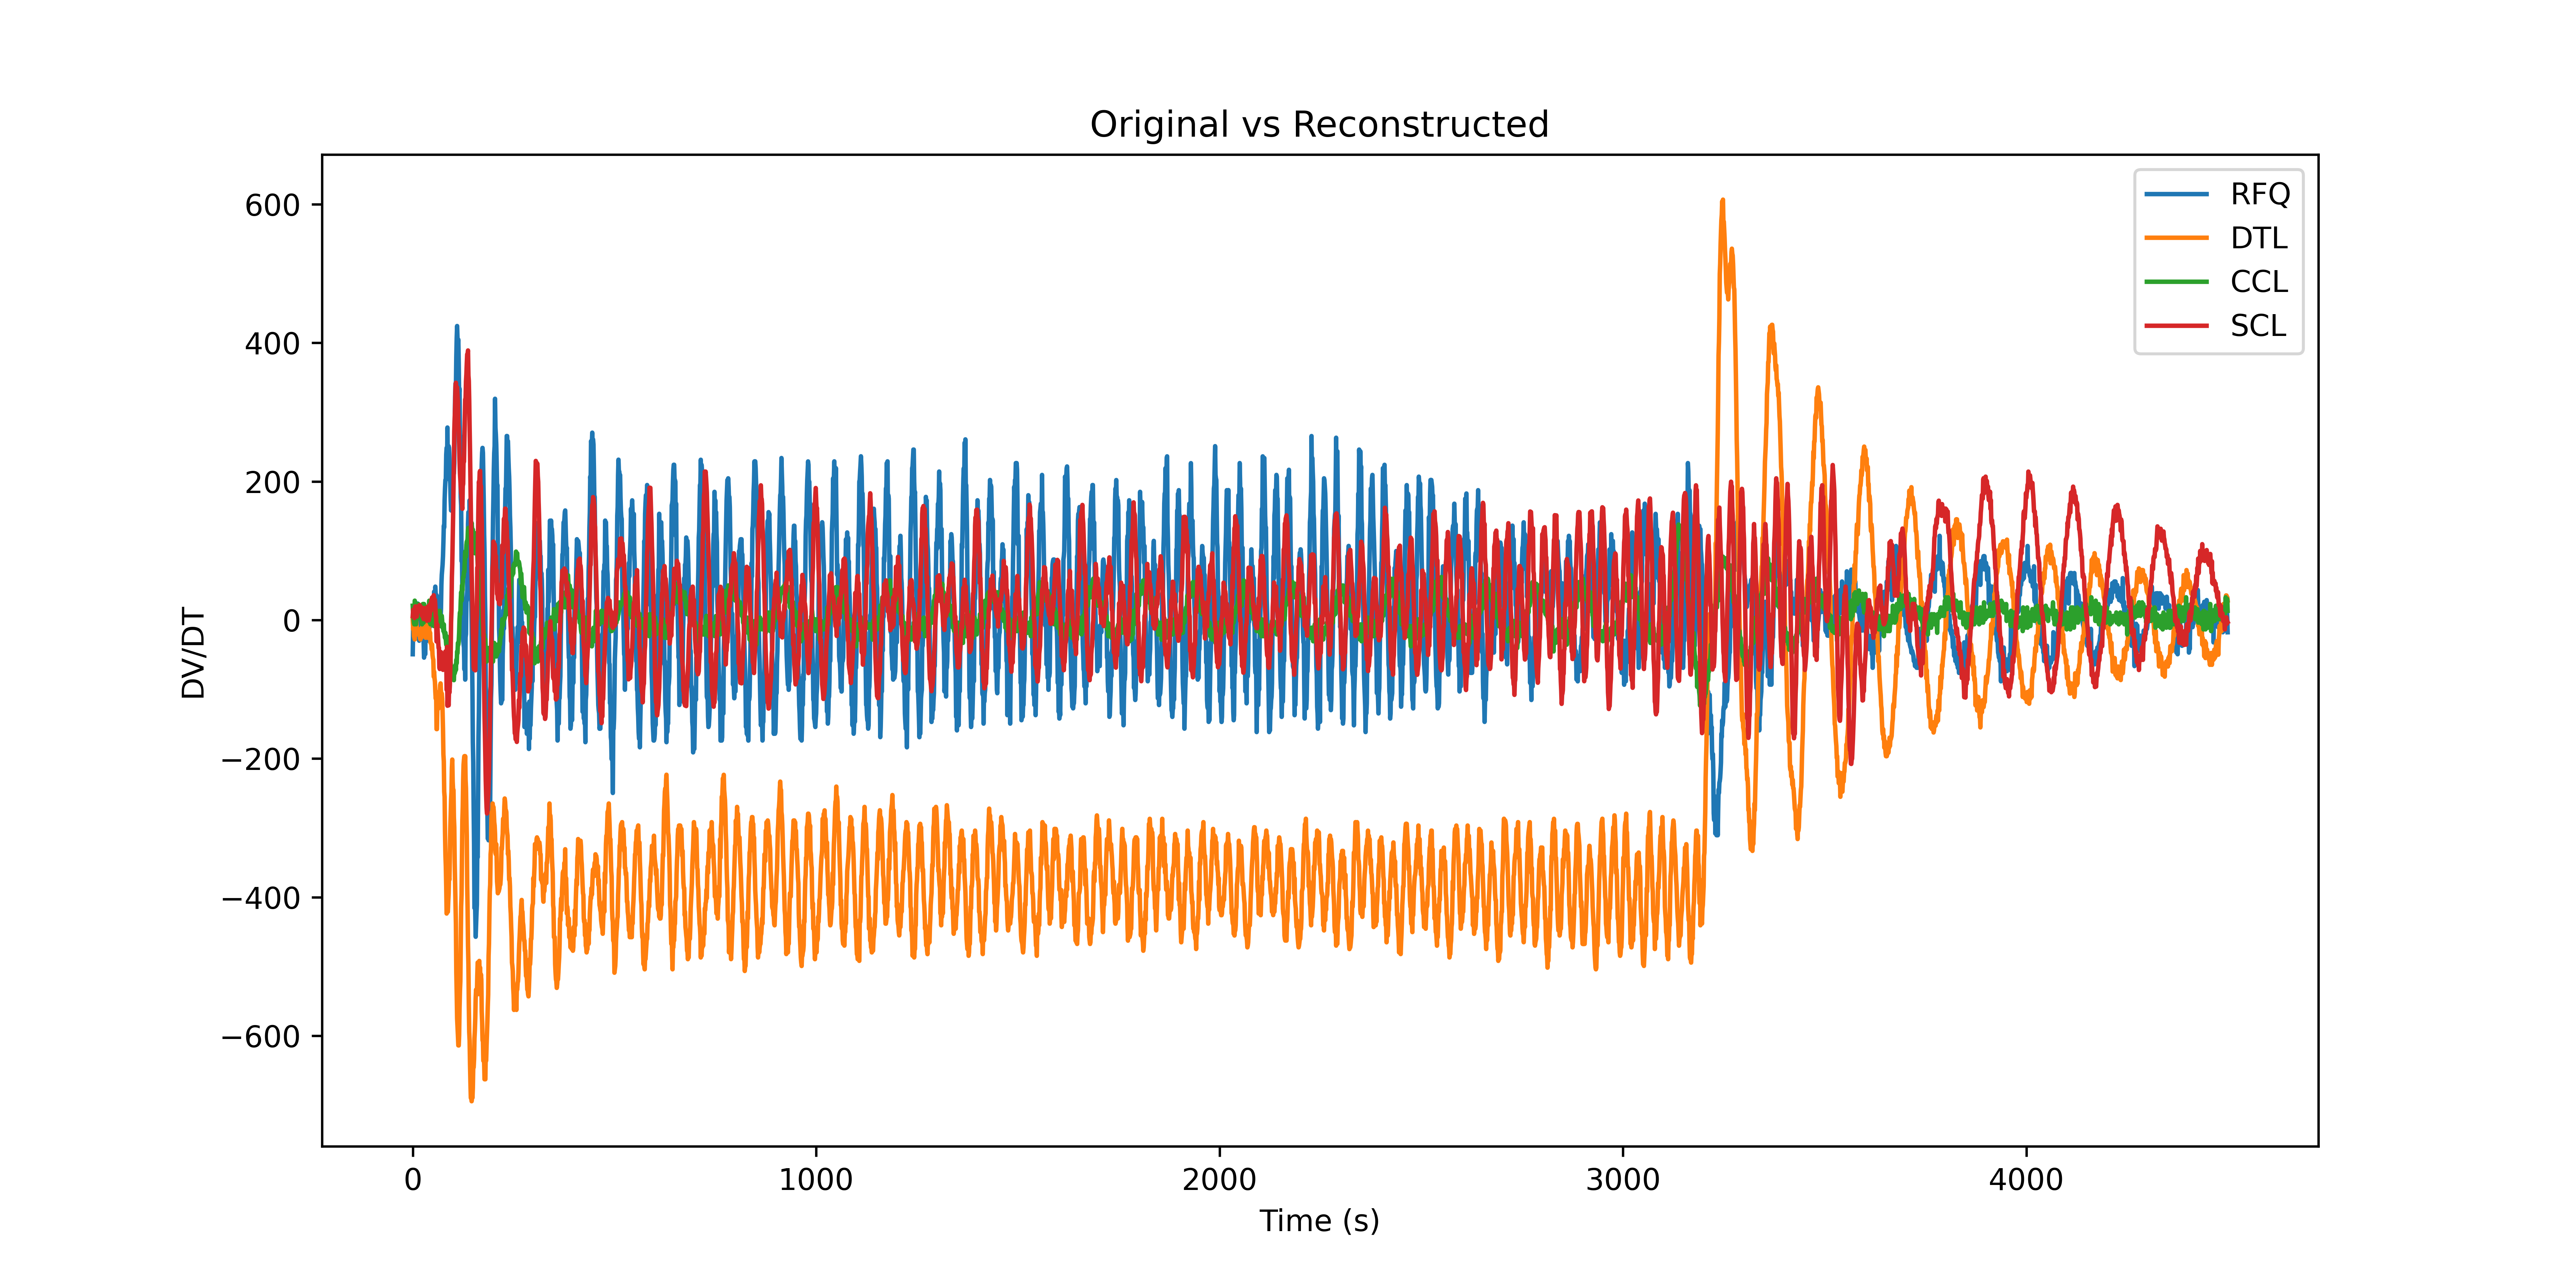 Original vs Reconstructed
RFQ
DTL
CCL
SCL
600
400
200
0
−200
−400
−600
DV/DT
0 1000 2000 3000 4000
Time (s)